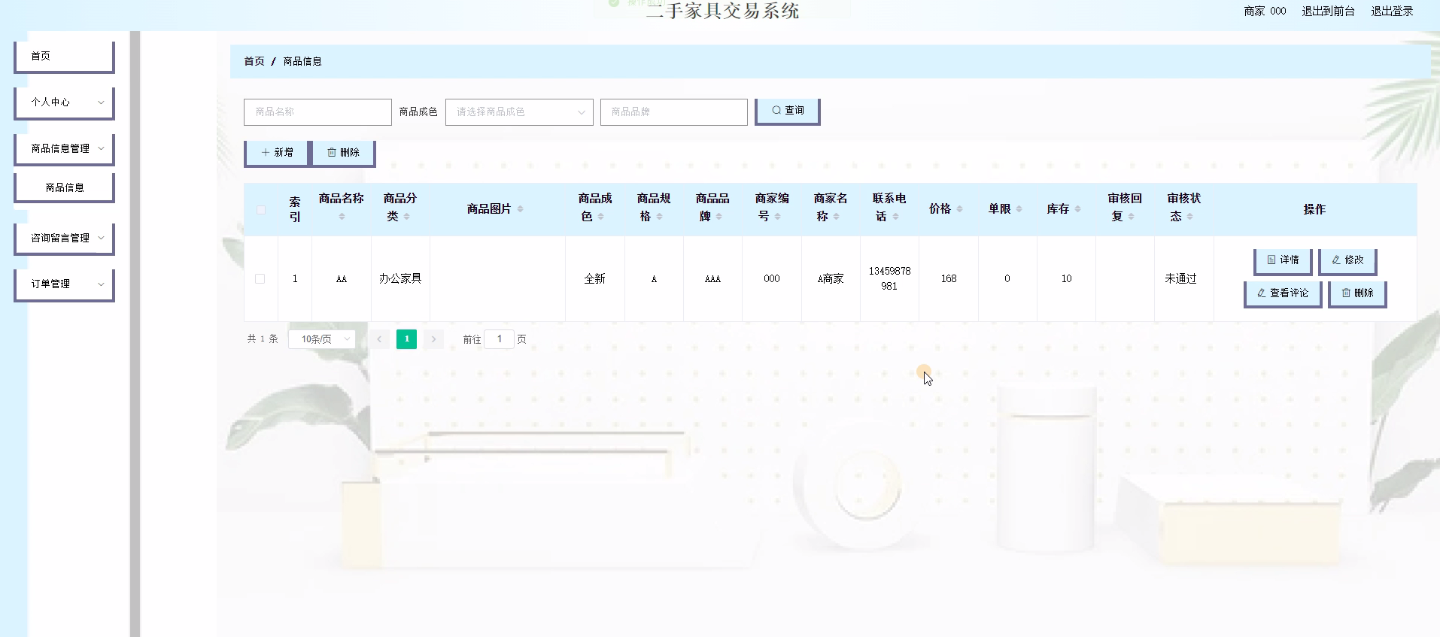 二手家具交易系统
商家 000 退出到前台 退出登录
首页
个人中心
商品信息管理
商品信息
咨询留言管理
订单管理
首页 / 商品信息
商品名称 商品成色 请选择商品成色 商品品牌 查询
新增 删除
索引 商品名称 商品分类 商品图片 商品成色 商品规格 商品品牌 商家编号 商家名称 联系电话 价格 单限 库存 审核回复 审核状态 操作
1 AA 办公家具 全新 A AAA 000 A商家 13459878981 168 0 10 未通过 详情 修改
查看评论 删除
共 1 条 10条/页 1 前往 1 页